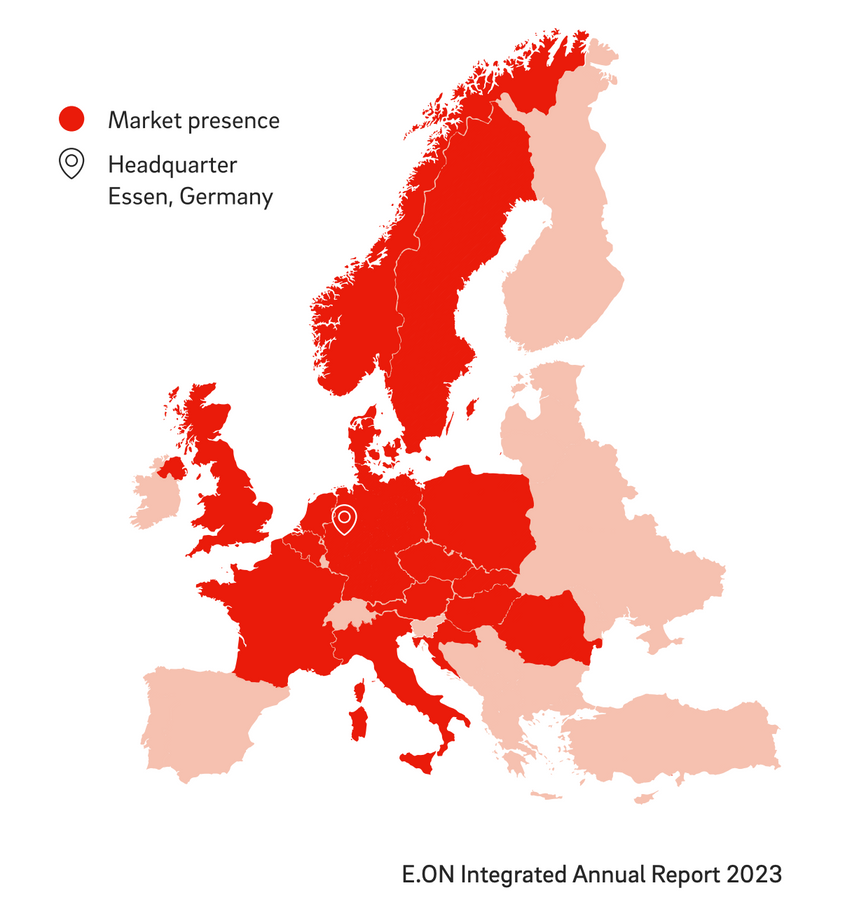 Market presence
Headquarter
Essen, Germany
E.ON Integrated Annual Report 2023